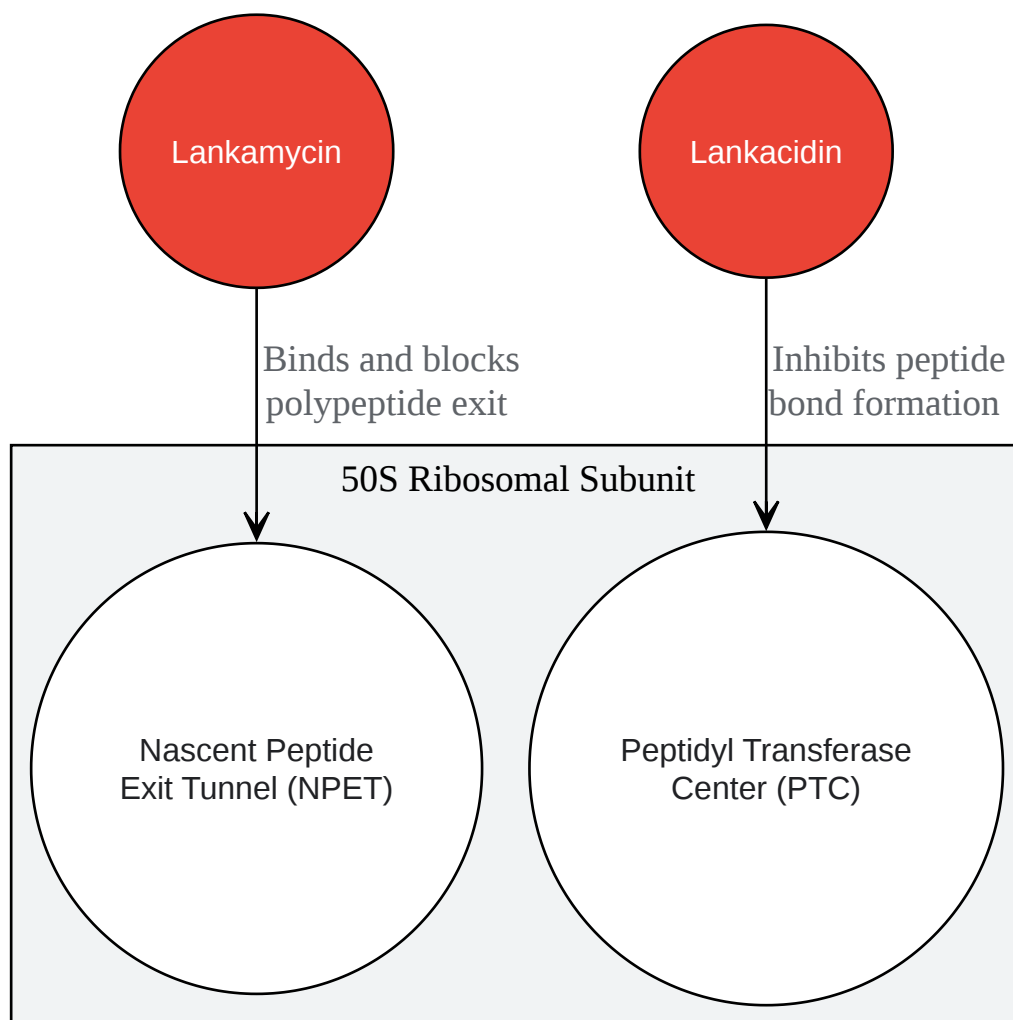 Lankamycin
Lankacidin
Binds and blocks
polypeptide exit
Inhibits peptide
bond formation
50S Ribosomal Subunit
Nascent Peptide
Exit Tunnel (NPET)
Peptidyl Transferase
Center (PTC)